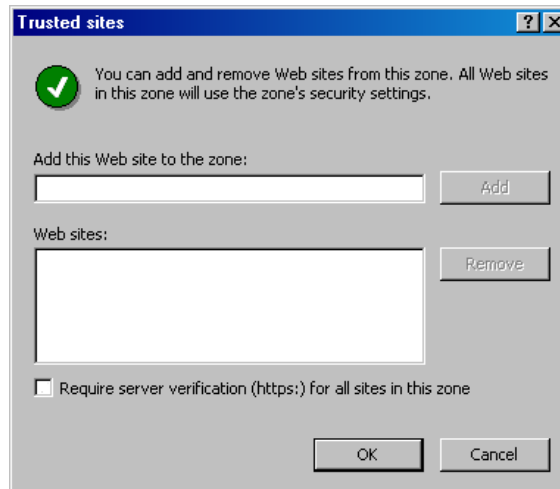 Trusted sites
You can add and remove Web sites from this zone. All Web sites
in this zone will use the zone's security settings.
Add this Web site to the zone:
Add
Web sites:
Remove
Require server verification (https:) for all sites in this zone
OK
Cancel